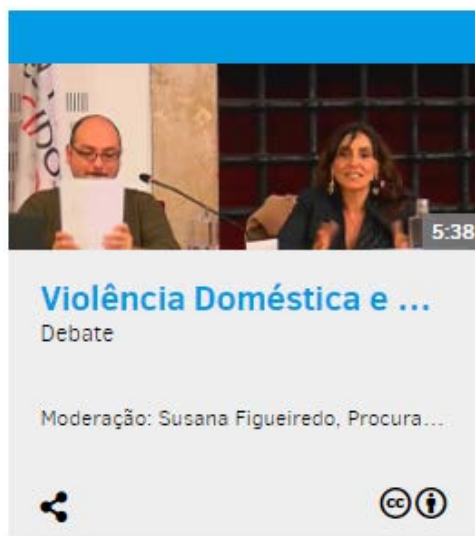 5:38
Violência Doméstica e ...
Debate
Moderação: Susana Figueiredo, Procura...